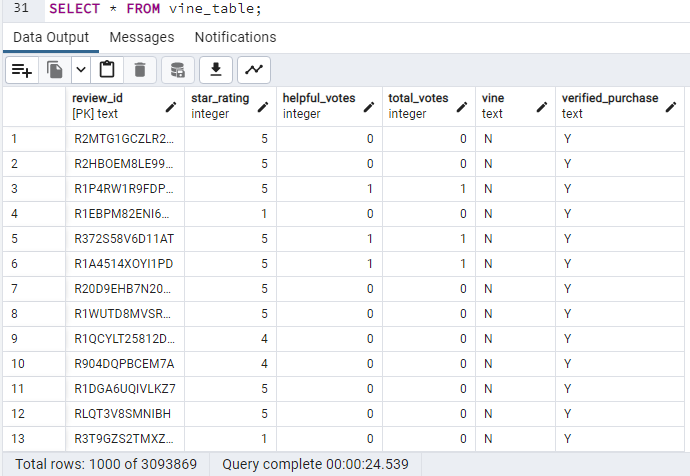 31 SELECT * FROM vine_table;
Data Output Messages Notifications
review_id star_rating helpful_votes total_votes vine verified_purchase
[PK] text integer integer integer text text
1 R2MTG1GCZLR2... 5 0 0 N Y
2 R2HBOEM8LE99... 5 0 0 N Y
3 R1P4RW1R9FDP... 5 1 1 N Y
4 R1EBPM82ENI6... 1 0 0 N Y
5 R372S58V6D11AT 5 1 1 N Y
6 R1A4514XOYI1PD 5 1 1 N Y
7 R20D9EHB7N20... 5 0 0 N Y
8 R1WUTD8MVSR... 5 0 0 N Y
9 R1QCYLT25812D... 4 0 0 N Y
10 R904DQPBCEM7A 4 0 0 N Y
11 R1DGA6UQIVLKZ7 5 0 0 N Y
12 RLQT3V8SMNIBH 5 0 0 N Y
13 R3T9GZS2TMXZ... 1 0 0 N Y
Total rows: 1000 of 3093869 Query complete 00:00:24.539